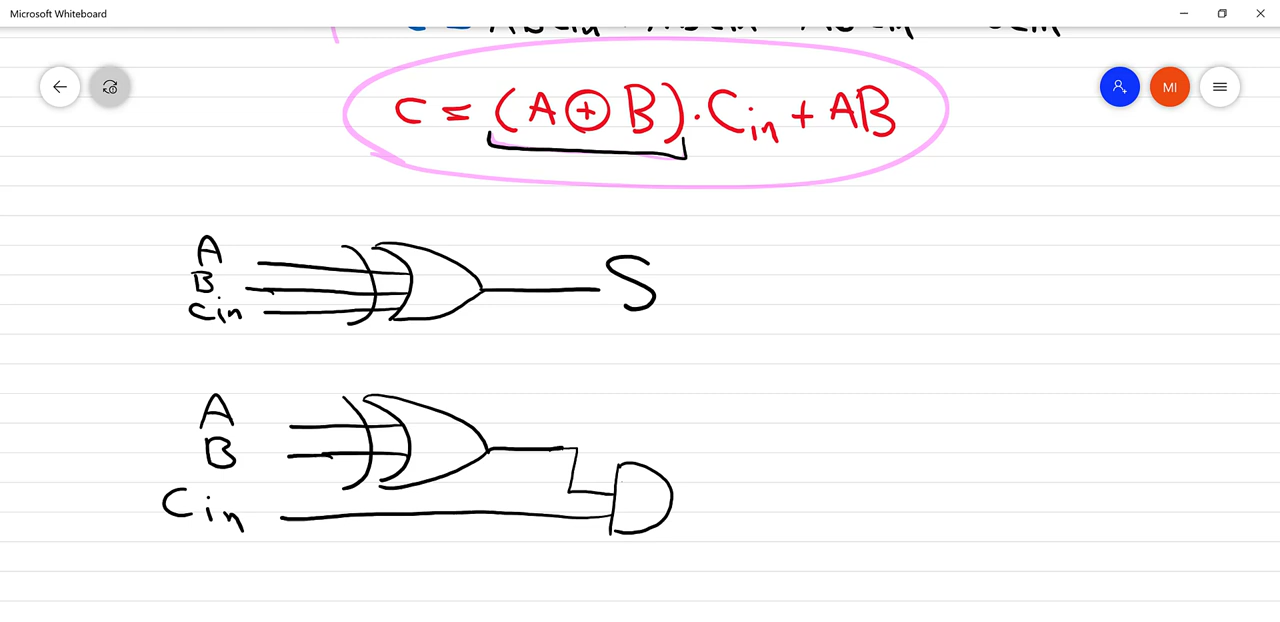 Microsoft Whiteboard
C = (A ⊕ B) . Cin + AB
MI
A
B
Cin
S
A
B
Cin